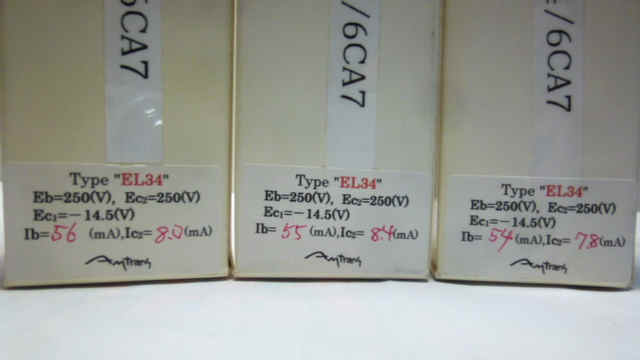 6CA7
Type "EL34"
Eb=250(V), Ec2=250(V)
Ec1=-14.5(V)
Ib=56 (mA),Ic2= 8.0 (mA)
/6CA7
Type "EL34"
Eb=250(V), Ec2=250(V)
Ec1=-14.5(V)
Ib= 55 (mA),Ic2= 8.4 (mA)
/6CA7
Type "EL34"
Eb=250(V), Ec2=250(V)
Ec1=-14.5(V)
Ib= 54 (mA),Ic2= 7.8 (mA)